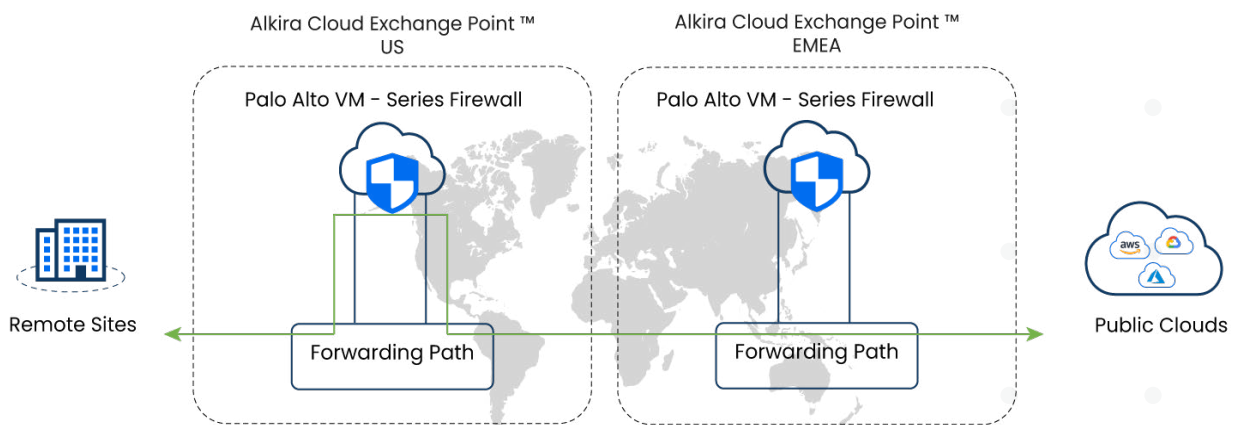 Alkira Cloud Exchange Point ™
US
Alkira Cloud Exchange Point ™
EMEA
Palo Alto VM - Series Firewall
Palo Alto VM - Series Firewall
aws
Remote Sites
Public Clouds
Forwarding Path
Forwarding Path